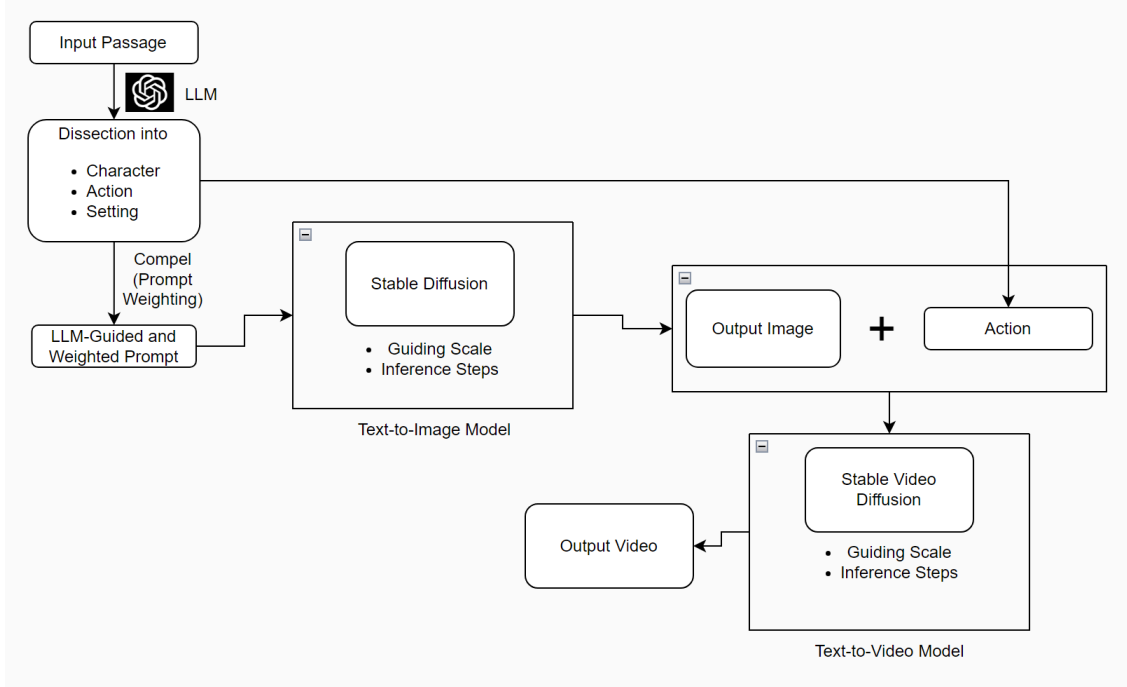 Input Passage
LLM
Dissection into
• Character
• Action
• Setting
Compel
(Prompt
Weighting)
LLM-Guided and
Weighted Prompt
Stable Diffusion
• Guiding Scale
• Inference Steps
Text-to-Image Model
Output Image
+
Action
Stable Video
Diffusion
• Guiding Scale
• Inference Steps
Text-to-Video Model
Output Video